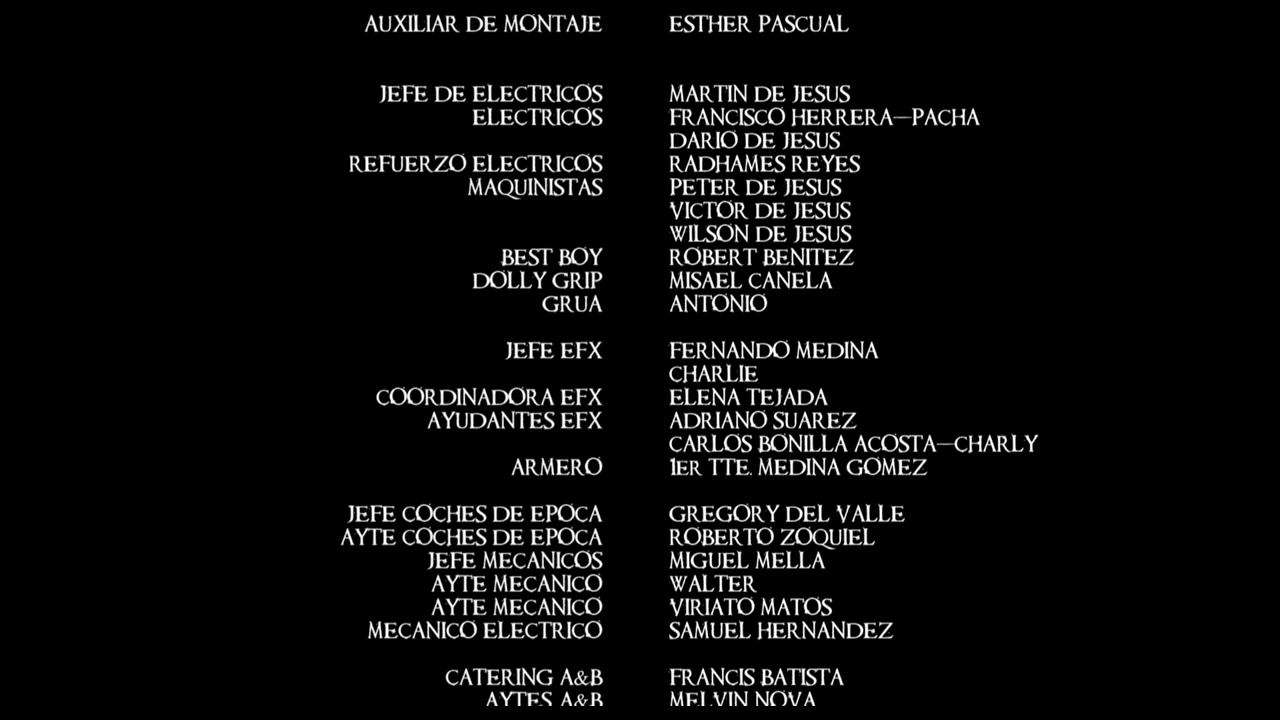 AUXILIAR DE MONTAJE ESTHER PASCUAL
JEFE DE ELECTRICOS MARTIN DE JESUS
ELECTRICOS FRANCISCO HERRERA—PACHA
DARIO DE JESUS
REFUERZO ELECTRICOS RADHAMES REYES
MAQUINISTAS PETER DE JESUS
VICTOR DE JESUS
WILSON DE JESUS
BEST BOY ROBERT BENITEZ
DOLLY GRIP MISAEL CANELA
GRUA ANTONIO
JEFE EFX FERNANDO MEDINA
CHARLIE
COORDINADORA EFX ELENA TEJADA
AYUDANTES EFX ADRIANO SUAREZ
CARLOS BONILLA ACOSTA—CHARLY
ARMERO 1ER TTE. MEDINA GOMEZ
JEFE COCHES DE EPOCA GREGORY DEL VALLE
AYTE COCHES DE EPOCA ROBERTO ZOQUIEL
JEFE MECANICOS MIGUEL MELLA
AYTE MECANICO WALTER
AYTE MECANICO VIRIATO MATOS
MECANICO ELECTRICO SAMUEL HERNANDEZ
CATERING A&B FRANCIS BATISTA
AYTES A&B MELVIN NOVA